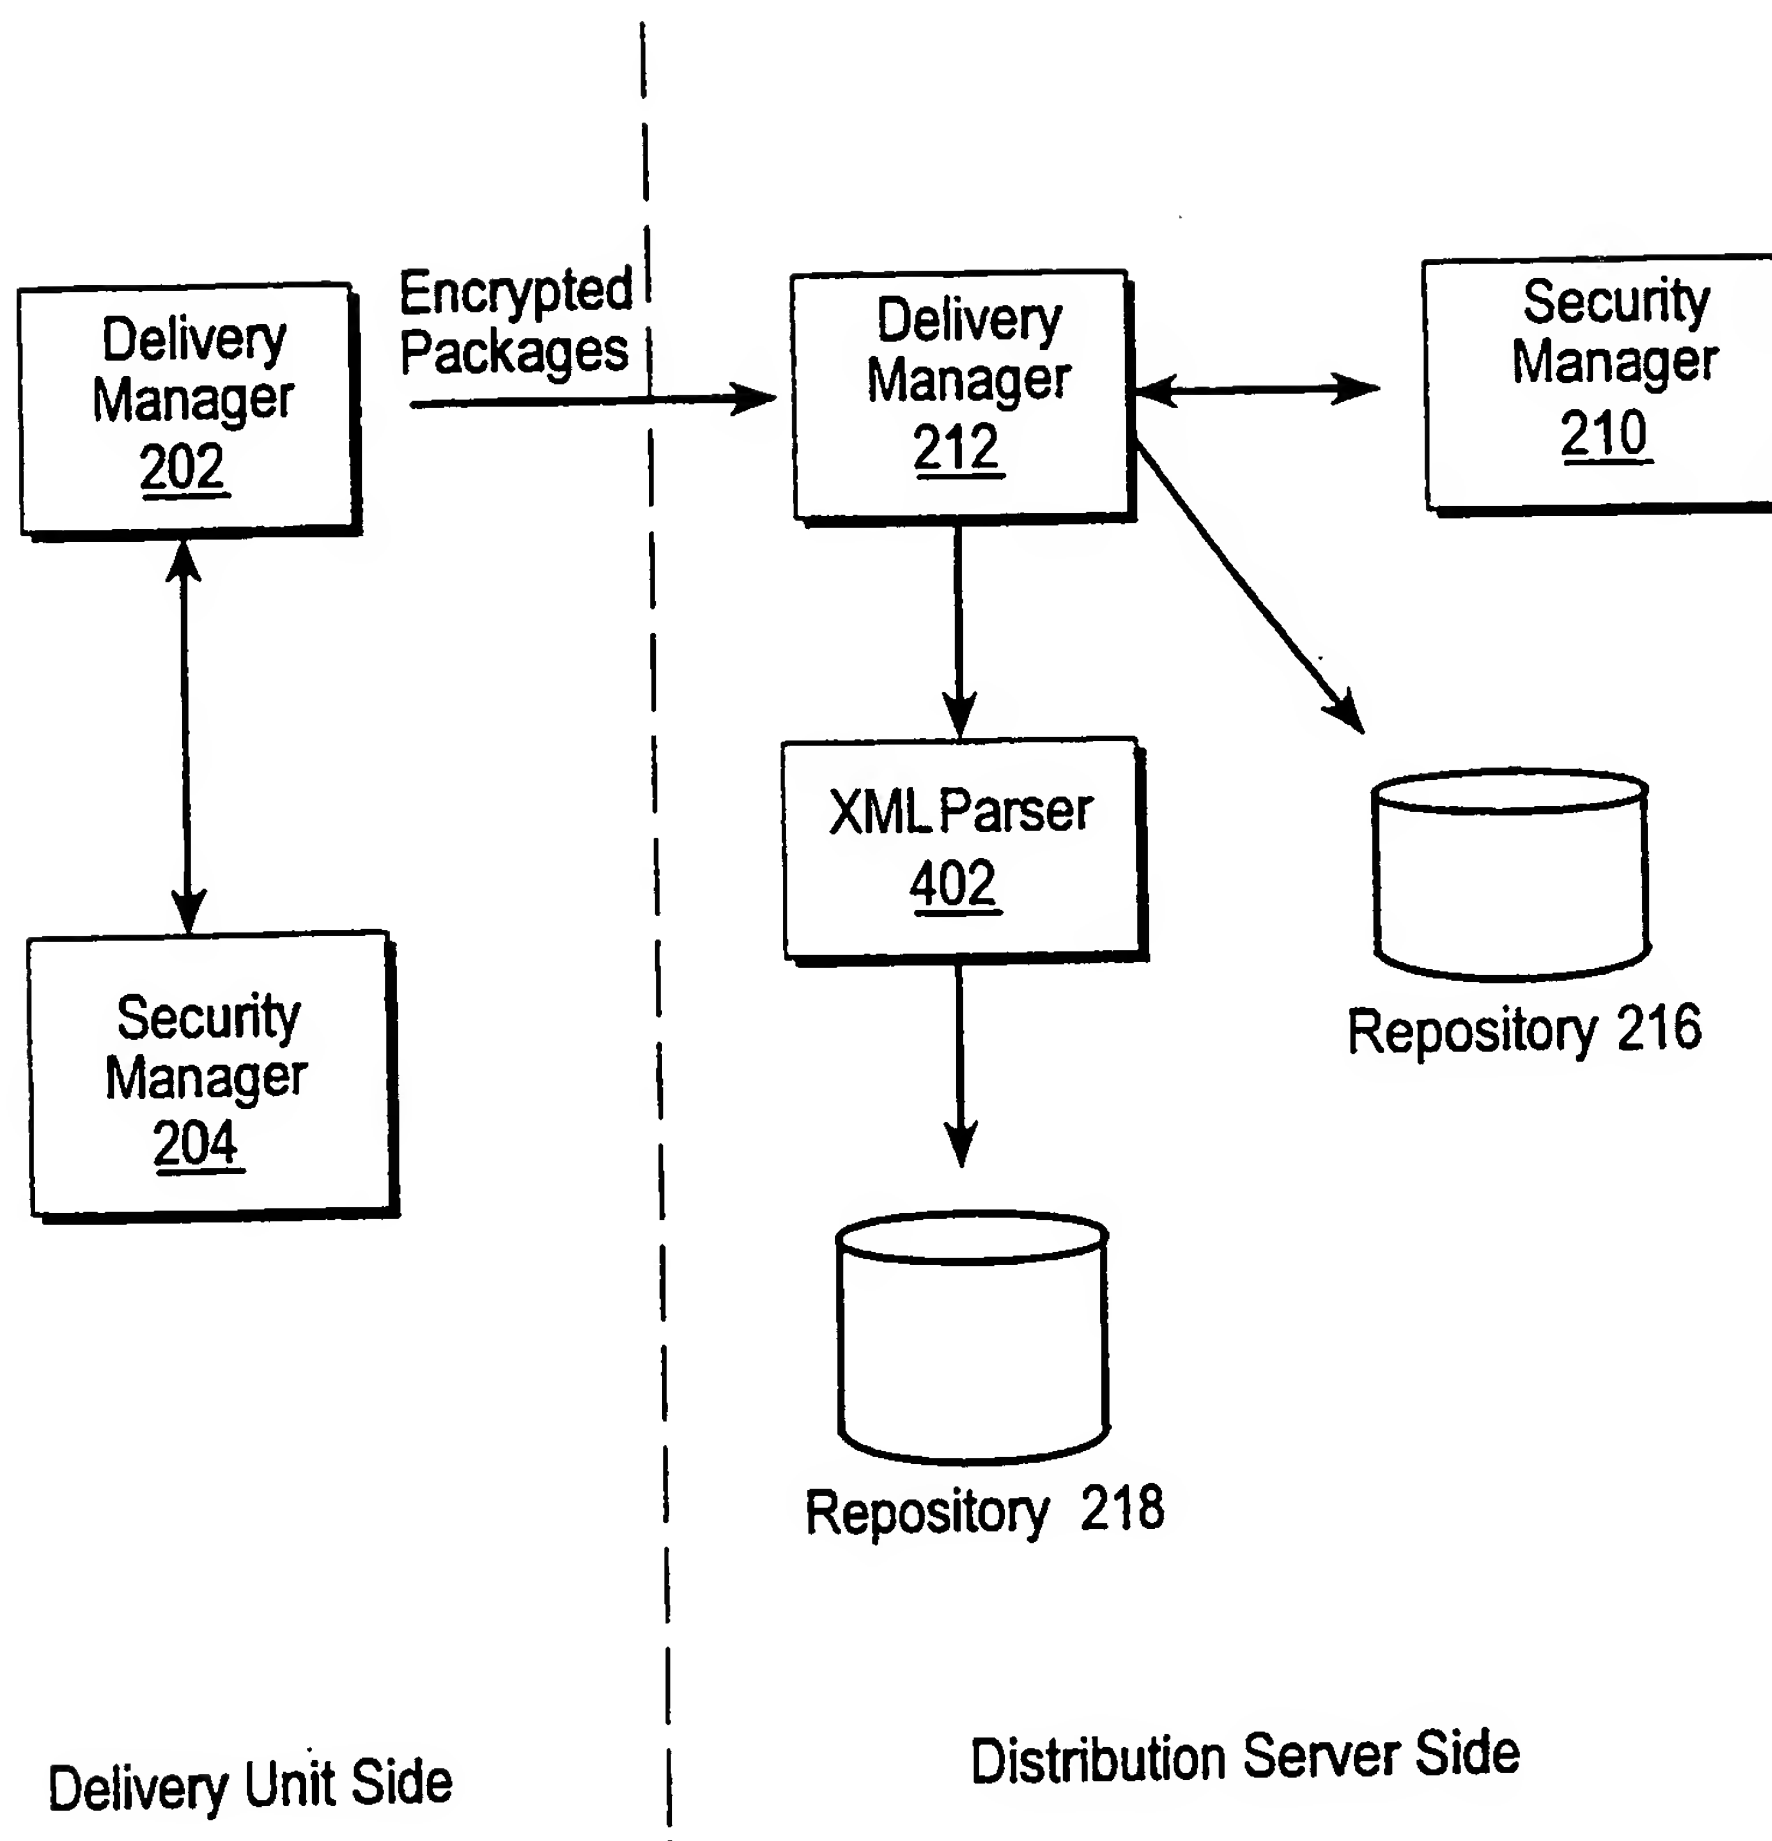 Encrypted
Packages
Delivery
Manager
202
Delivery
Manager
212
Security
Manager
210
XML Parser
402
Security
Manager
204
Repository 216
Repository 218
Delivery Unit Side
Distribution Server Side